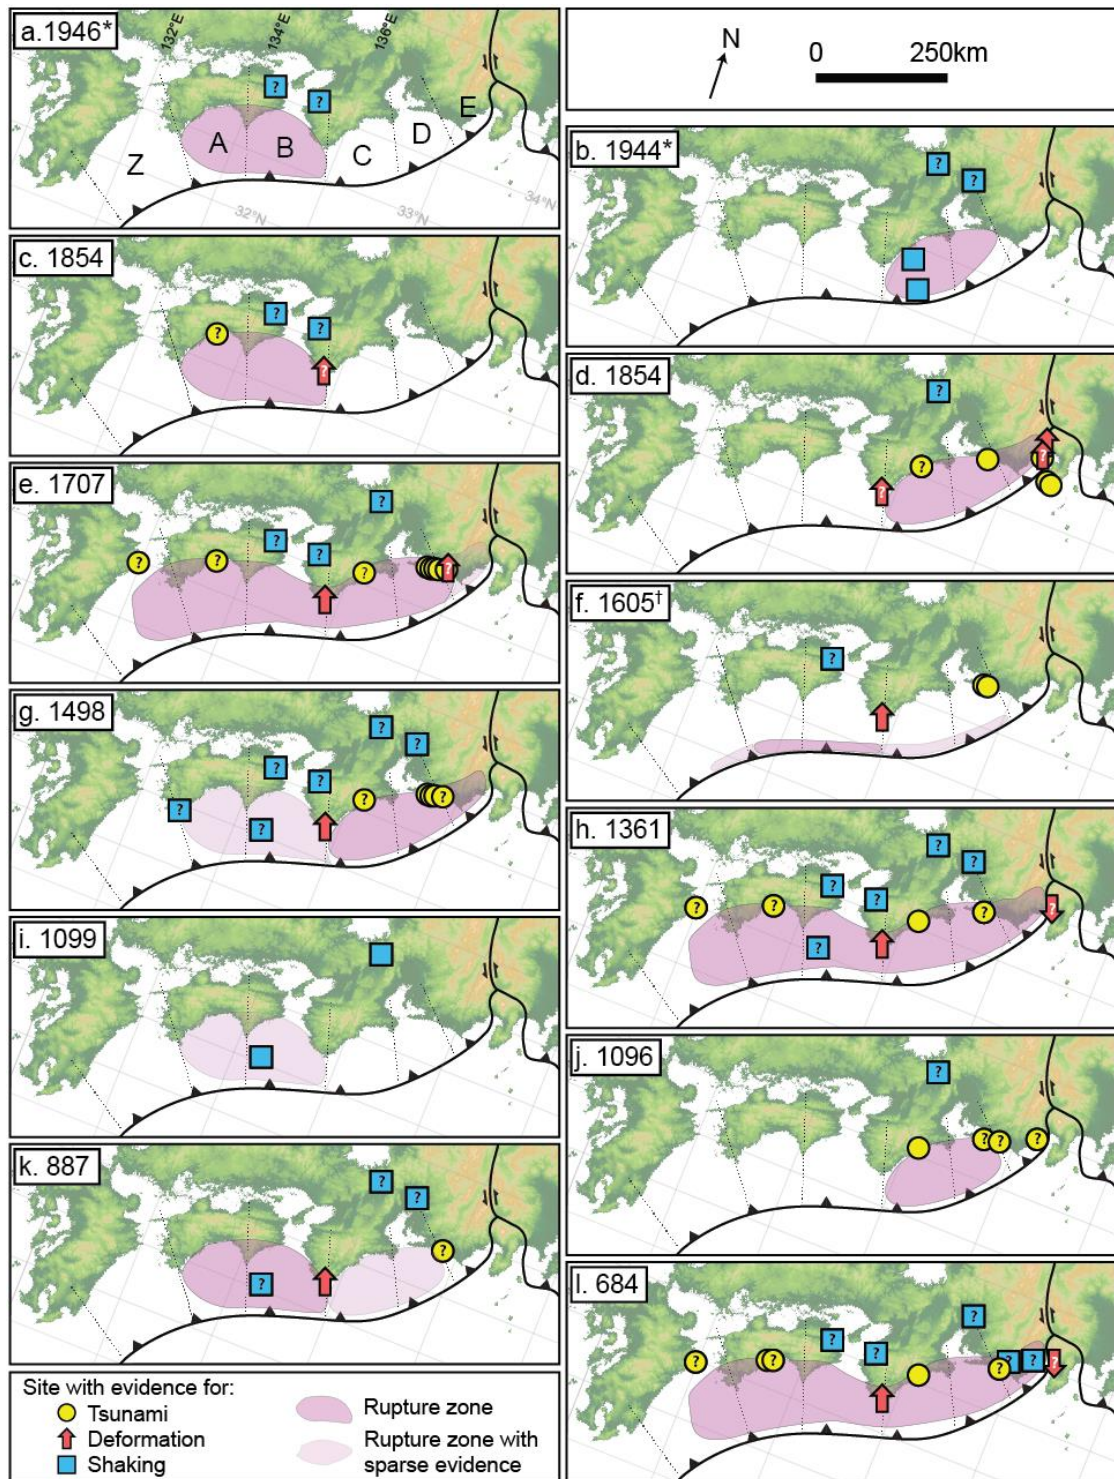 a.1946*
132°E
134°E
136°E
Z
A
B
C
D
E
32°N
33°N
34°N
? ?
N
0 250km
b. 1944*
? ?
c. 1854
? ? ? ?
d. 1854
? ? ? ?
e. 1707
? ? ? ? ? ? ? ?
f. 1605†
?
g. 1498
? ? ? ? ? ? ? ? ?
h. 1361
? ? ? ? ? ? ? ? ?
i. 1099
j. 1096
? ? ? ?
k. 887
? ? ? ?
l. 684
? ? ? ? ? ? ? ? ?
Site with evidence for:
Tsunami
Deformation
Shaking
Rupture zone
Rupture zone with
sparse evidence